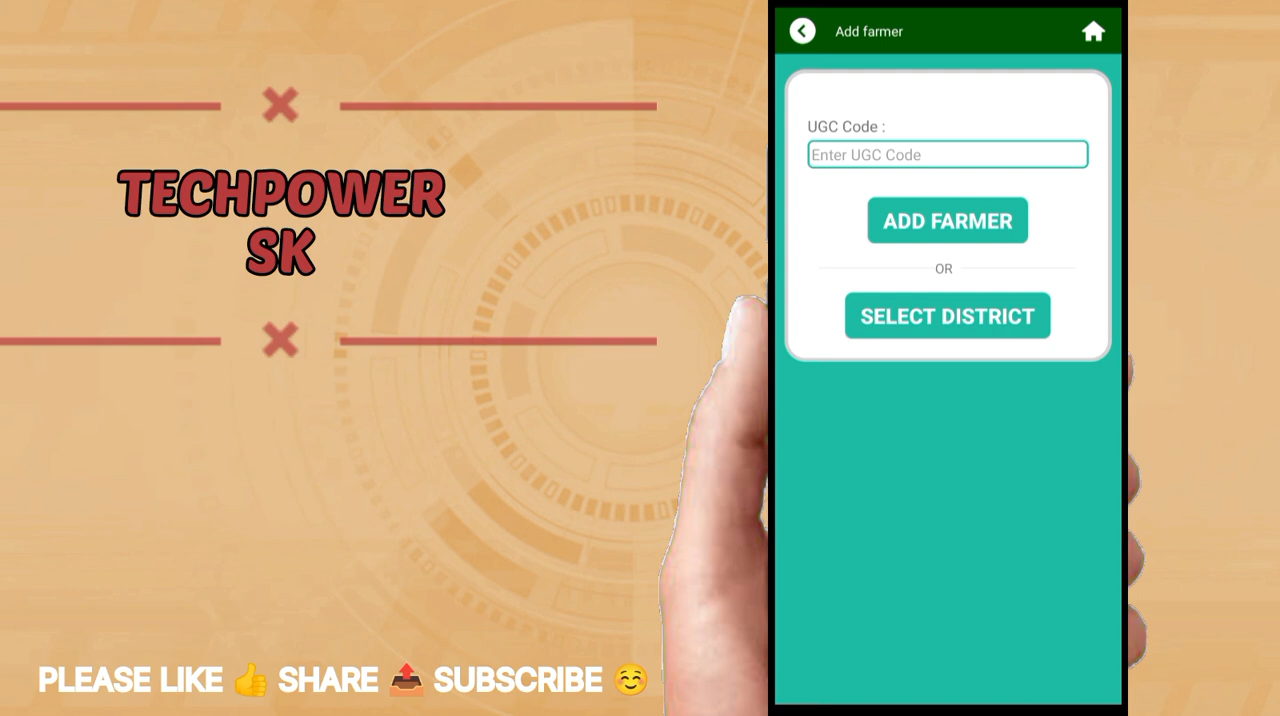 TECHPOWER
SK
PLEASE LIKE 👍 SHARE 📤 SUBSCRIBE ☺️
Add farmer
UGC Code :
Enter UGC Code
ADD FARMER
OR
SELECT DISTRICT